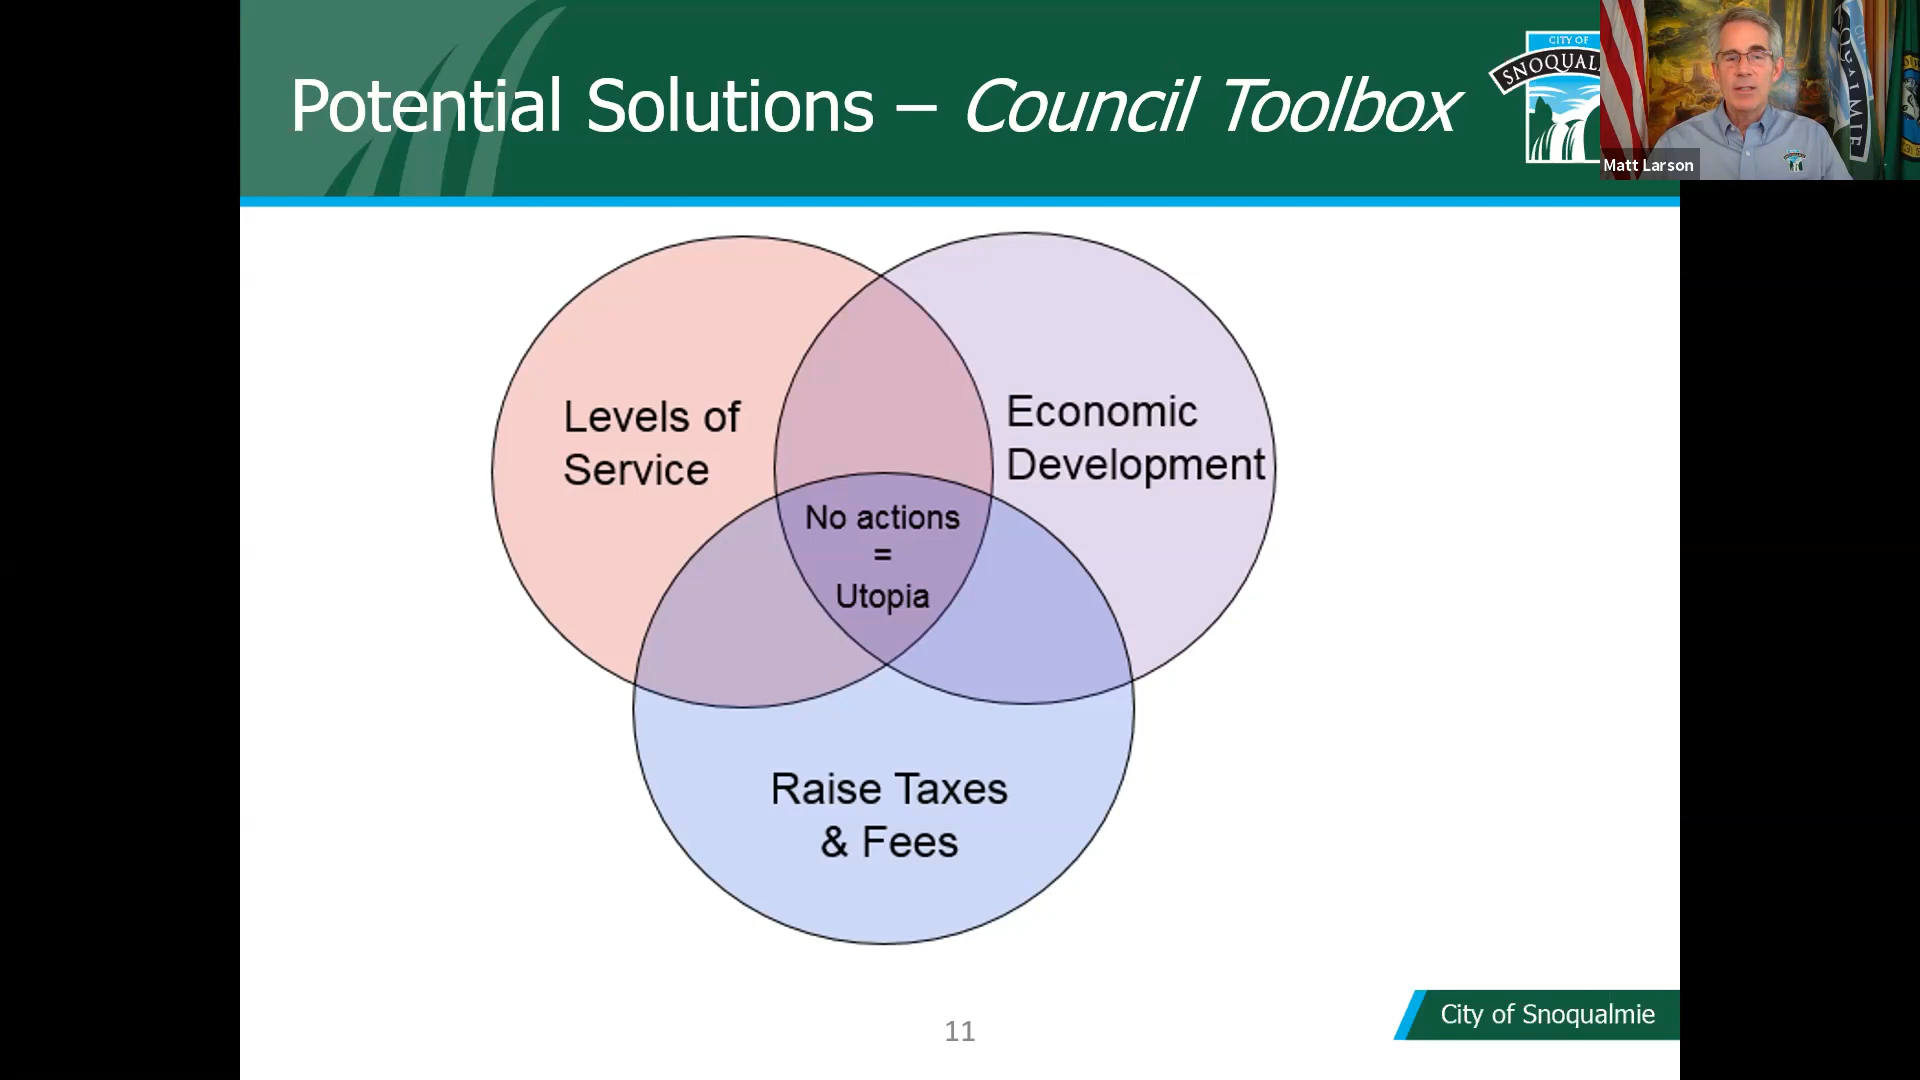 Potential Solutions – Council Toolbox
CITY OF
Matt Larson
Levels of
Service
Economic
Development
No actions
=
Utopia
Raise Taxes
& Fees
11
City of Snoqualmie